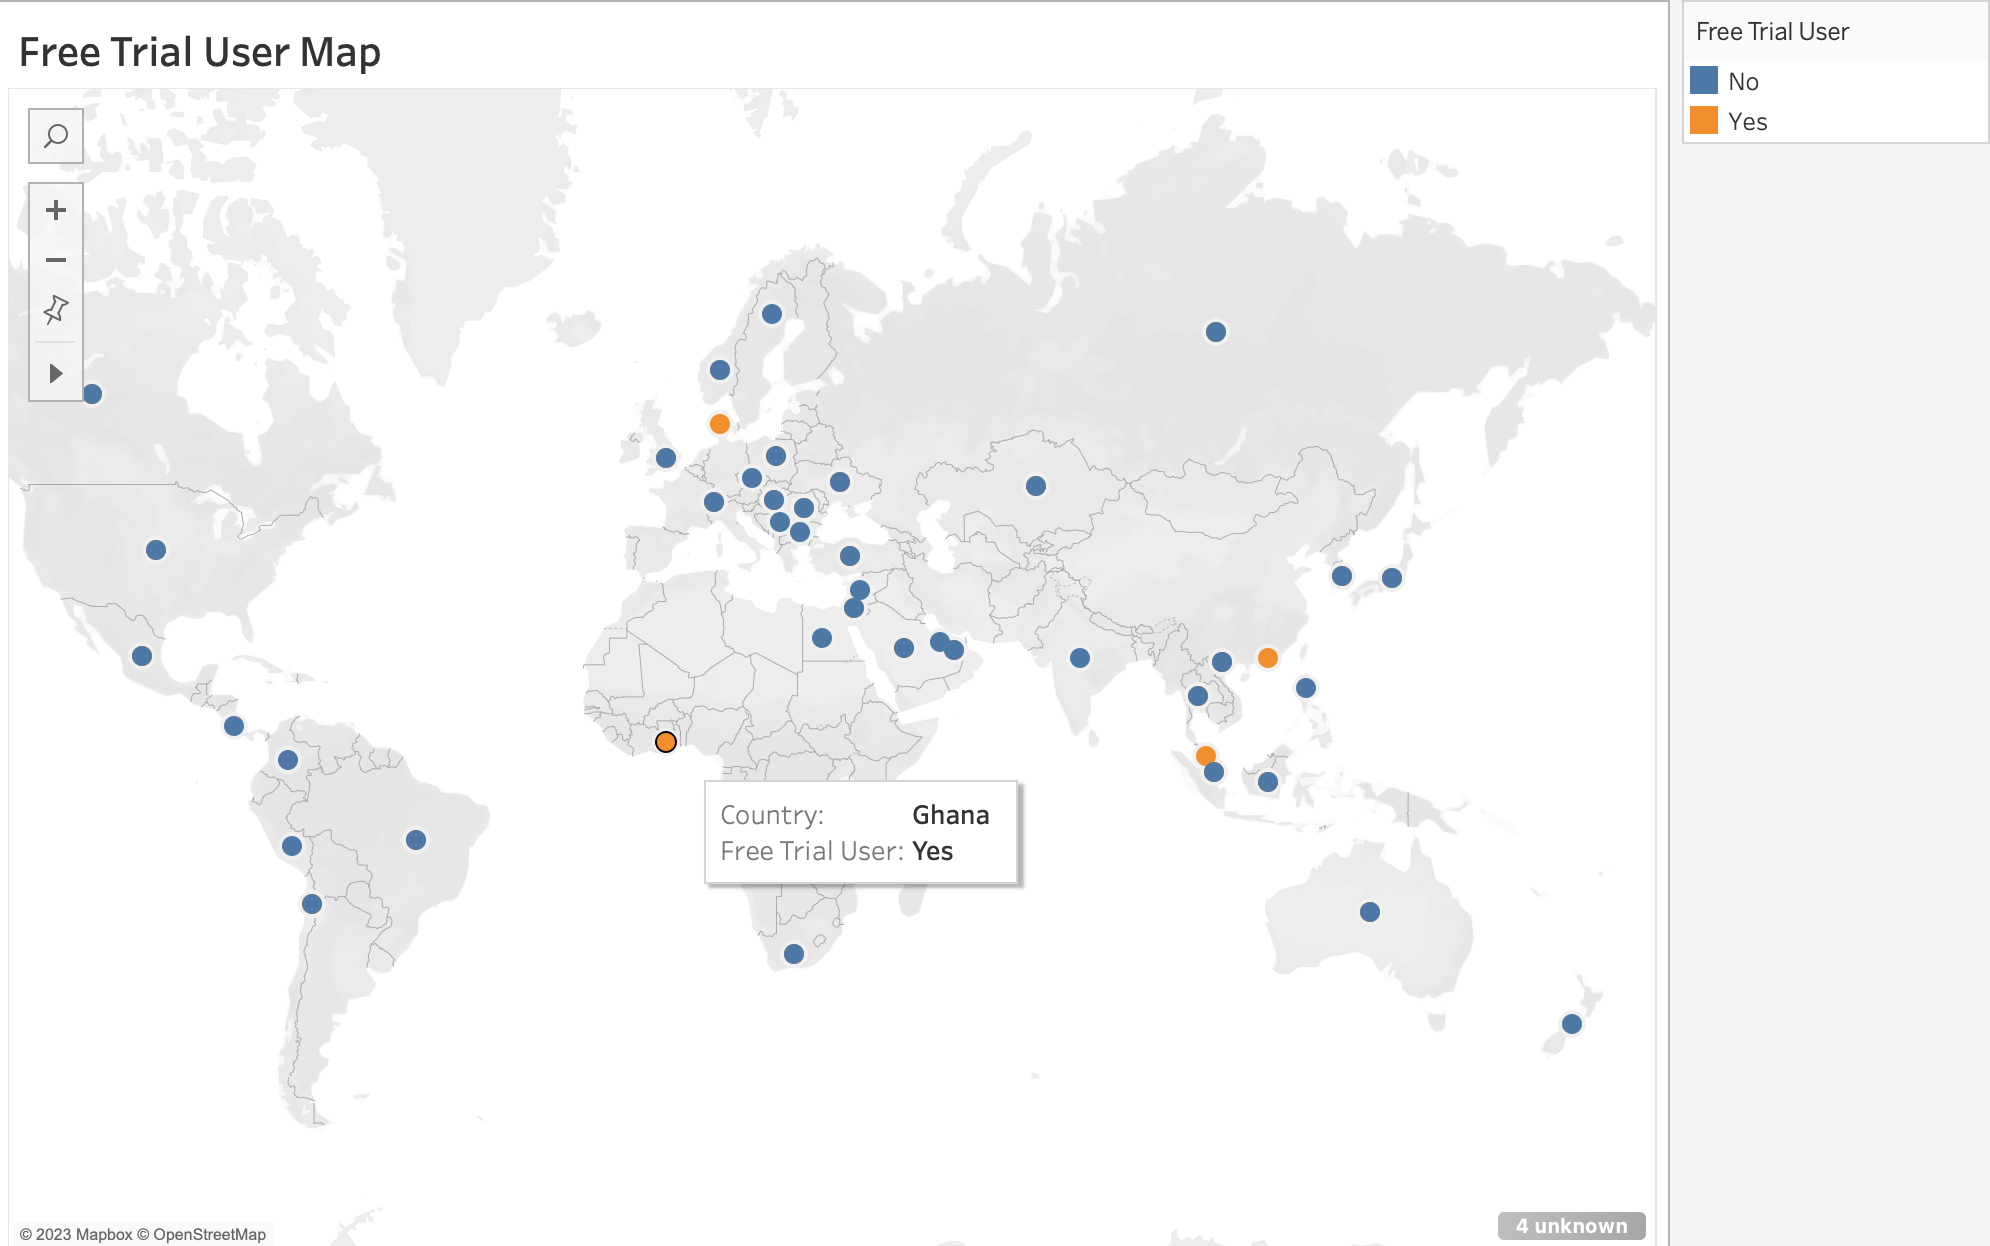 Free Trial User Map
Free Trial User
No
Yes
Country: Ghana
Free Trial User: Yes
© 2023 Mapbox © OpenStreetMap
4 unknown